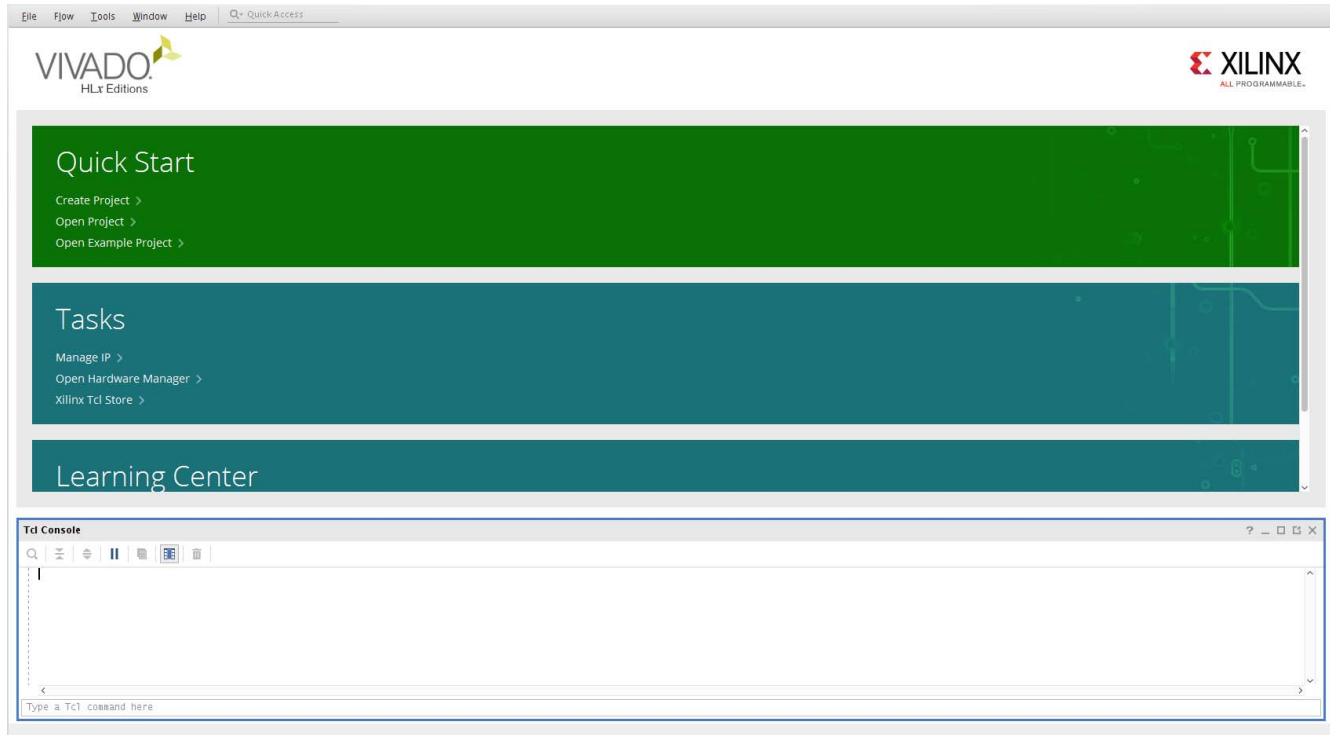 File Flow Tools Window Help Quick Access
VIVADO.
HLx Editions
XILINX
ALL PROGRAMMABLE.
Quick Start
Create Project >
Open Project >
Open Example Project >
Tasks
Manage IP >
Open Hardware Manager >
Xilinx Tcl Store >
Learning Center
Tcl Console
Type a Tcl command here